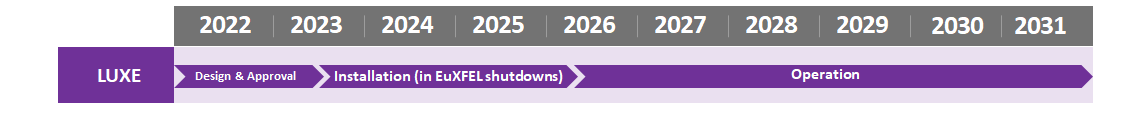 2022 2023 2024 2025 2026 2027 2028 2029 2030 2031
LUXE Design & Approval Installation (in EuXFEL shutdowns) Operation